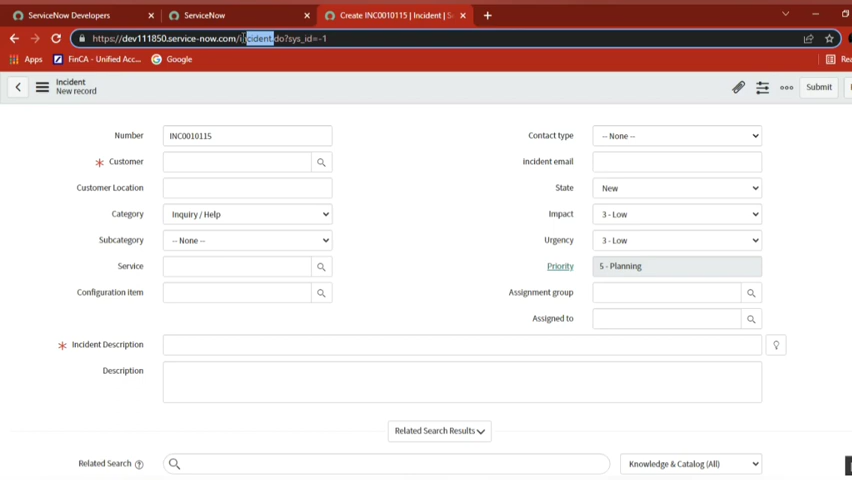 ServiceNow Developers
ServiceNow
Create INC0010115 | Incident | S
https://dev111850.service-now.com/incident.do?sys_id=-1
Apps
FinCA - Unified Acc...
Google
Rea
Incident
New record
Submit
Number
INC0010115
Contact type
-- None --
Customer
Incident email
Customer Location
State
New
Category
Inquiry / Help
Impact
3 - Low
Subcategory
-- None --
Urgency
3 - Low
Service
Priority
5 - Planning
Configuration item
Assignment group
Assigned to
Incident Description
Description
Related Search Results
Related Search
Knowledge & Catalog (All)